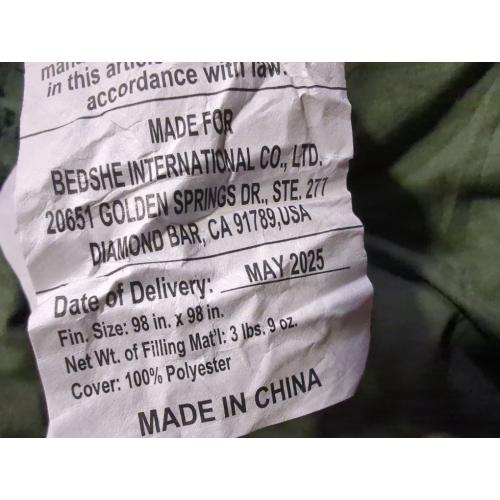 in this article
accordance with law.
MADE FOR
BEDSHE INTERNATIONAL CO., LTD.
20651 GOLDEN SPRINGS DR., STE. 277
DIAMOND BAR, CA 91789,USA
Date of Delivery: MAY 2025
Fin. Size: 98 in. x 98 in.
Net Wt. of Filling Mat'l: 3 lbs. 9 oz.
Cover: 100% Polyester
MADE IN CHINA